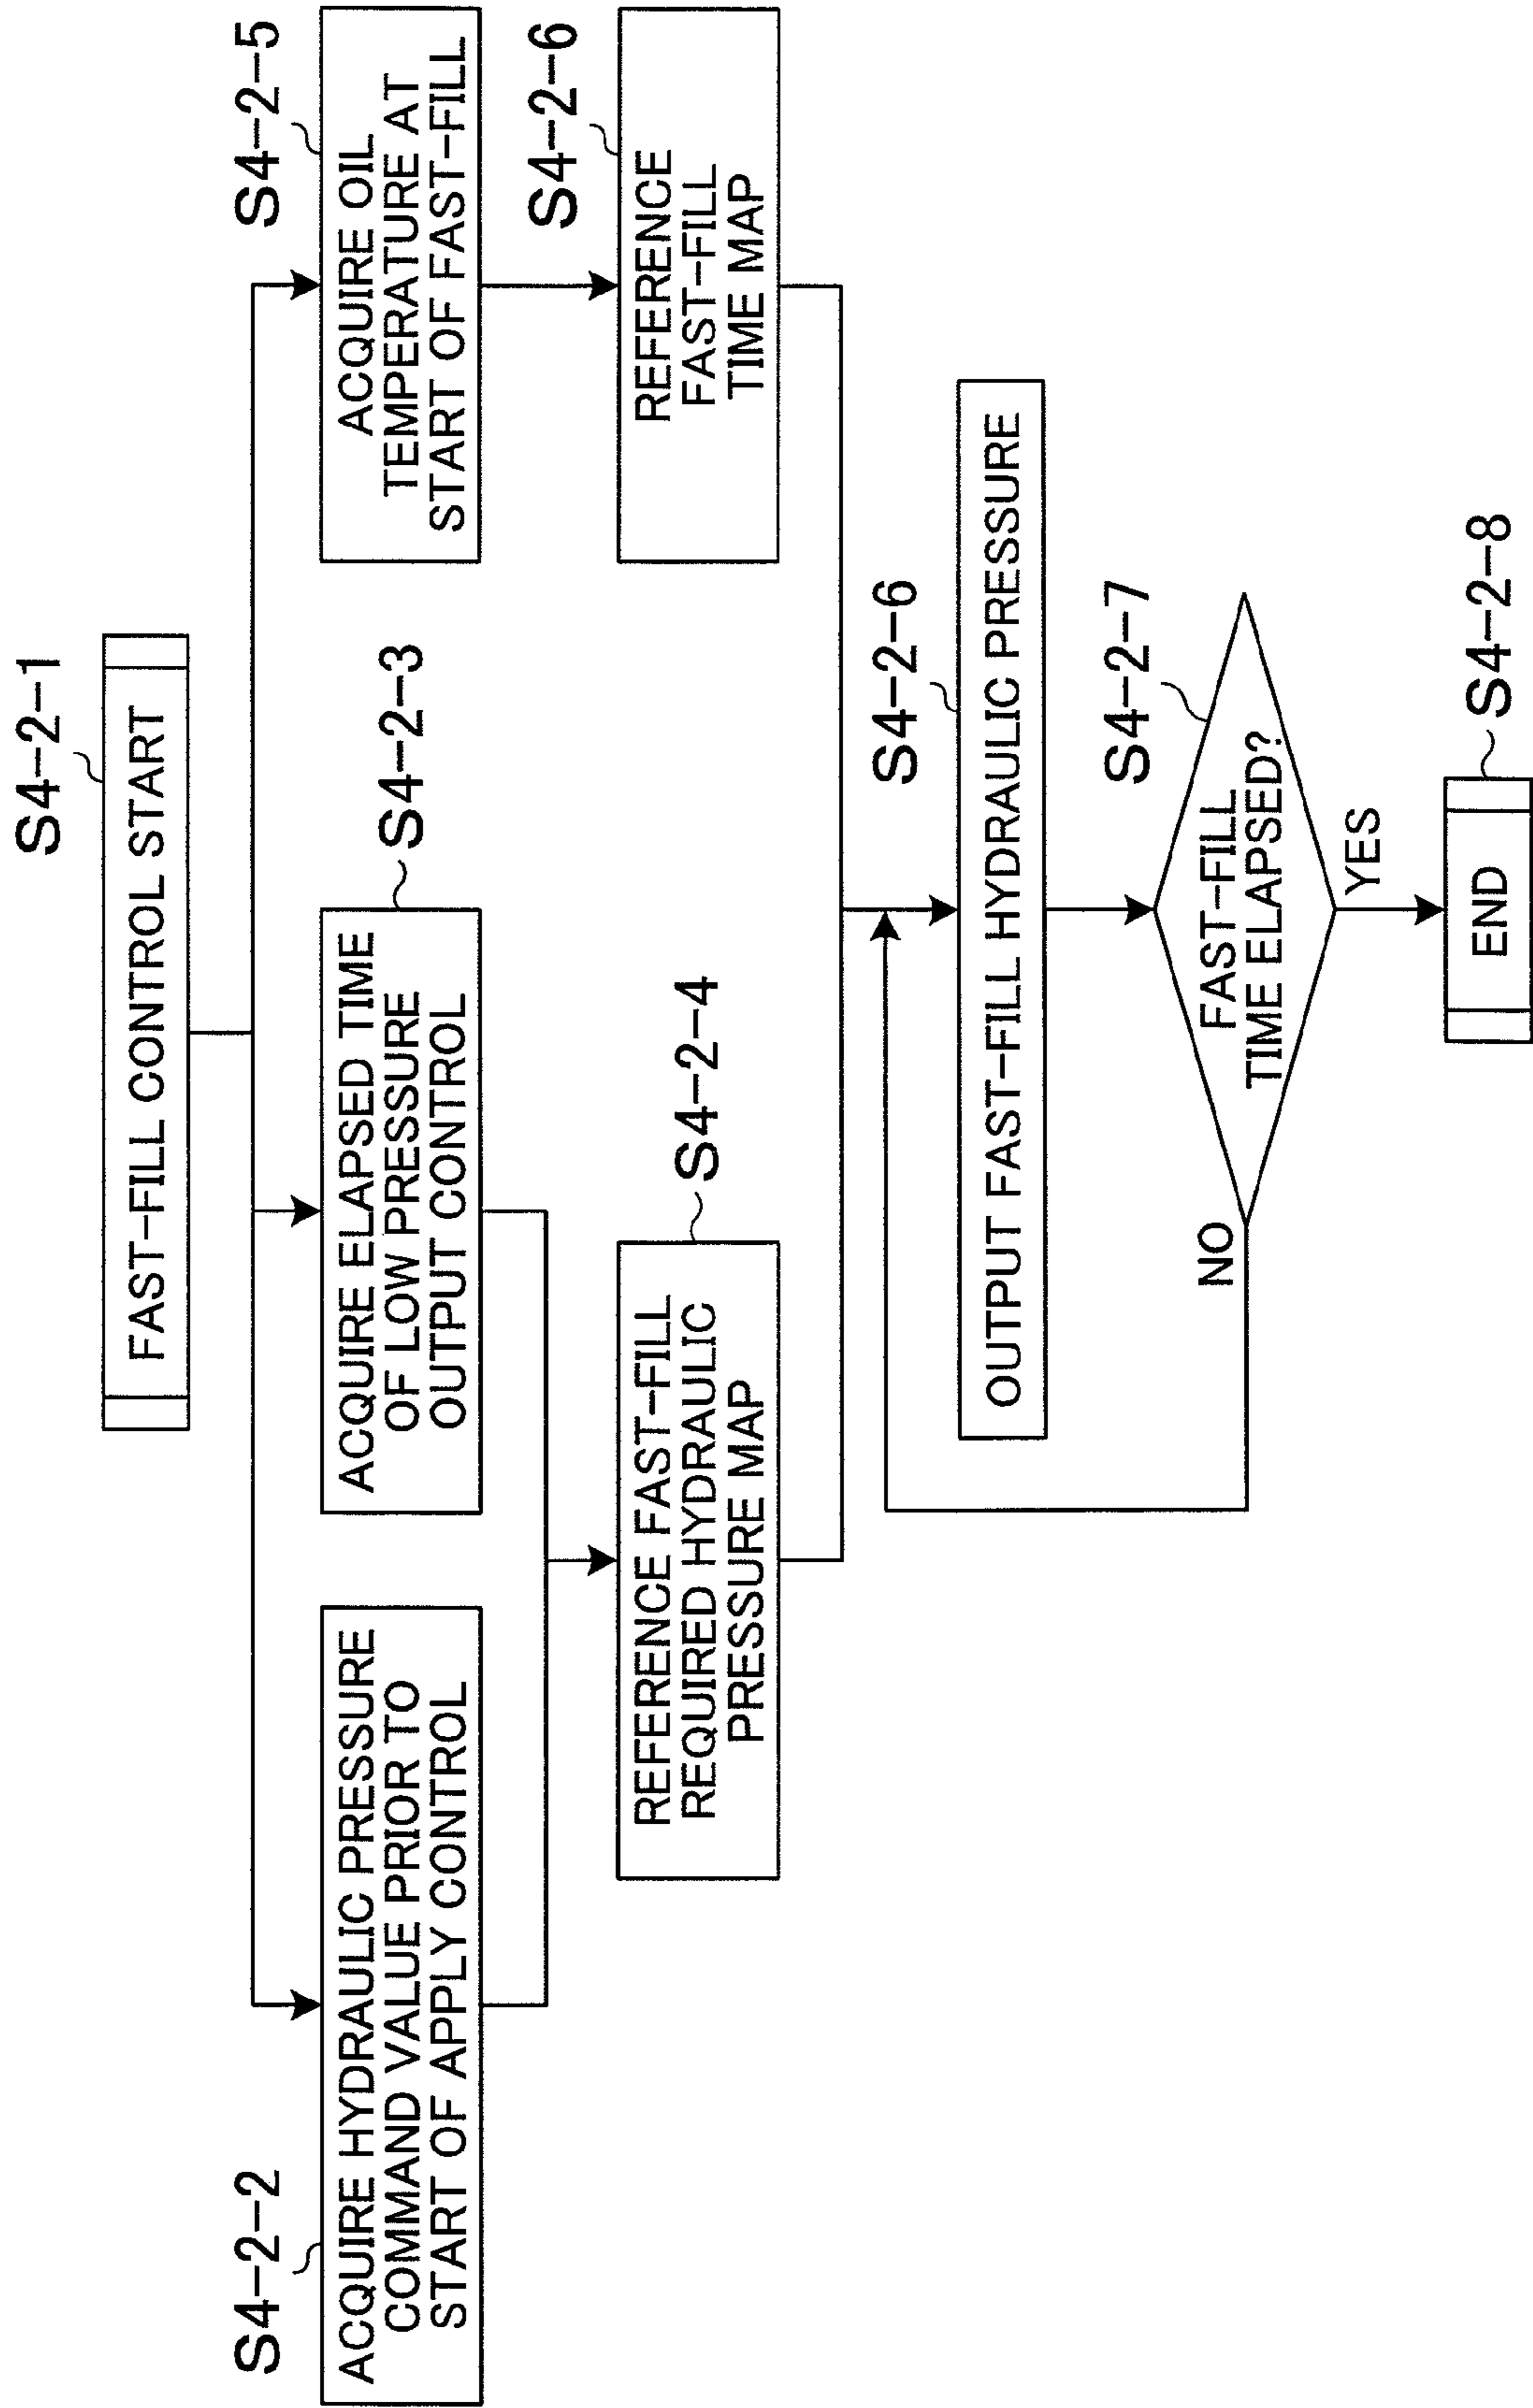 S4-2-1
FAST-FILL CONTROL START
S4-2-2
ACQUIRE HYDRAULIC PRESSURE
COMMAND VALUE PRIOR TO
START OF APPLY CONTROL
S4-2-3
ACQUIRE ELAPSED TIME
OF LOW PRESSURE
OUTPUT CONTROL
S4-2-5
ACQUIRE OIL
TEMPERATURE AT
START OF FAST-FILL
S4-2-4
REFERENCE FAST-FILL
REQUIRED HYDRAULIC
PRESSURE MAP
S4-2-6
REFERENCE
FAST-FILL
TIME MAP
S4-2-6
OUTPUT FAST-FILL HYDRAULIC PRESSURE
S4-2-7
FAST-FILL
TIME ELAPSED?
NO
YES
S4-2-8
END